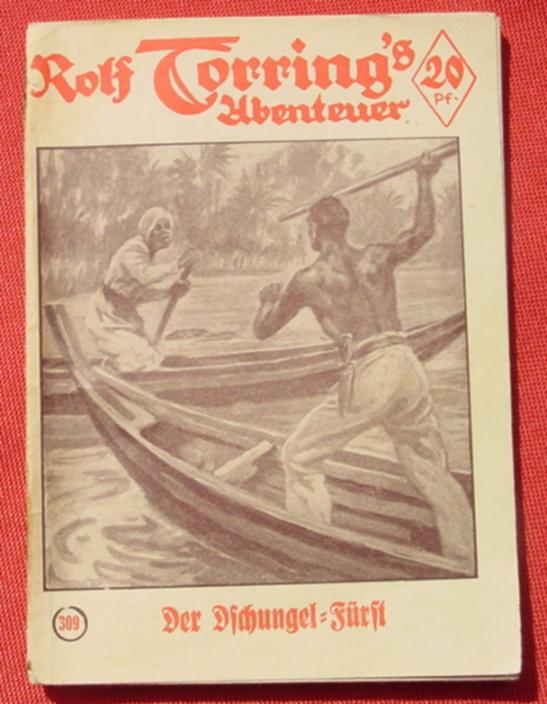 Rolf Torring's
Abenteuer
20
Pf.
309
Der Dschungel-Fürst